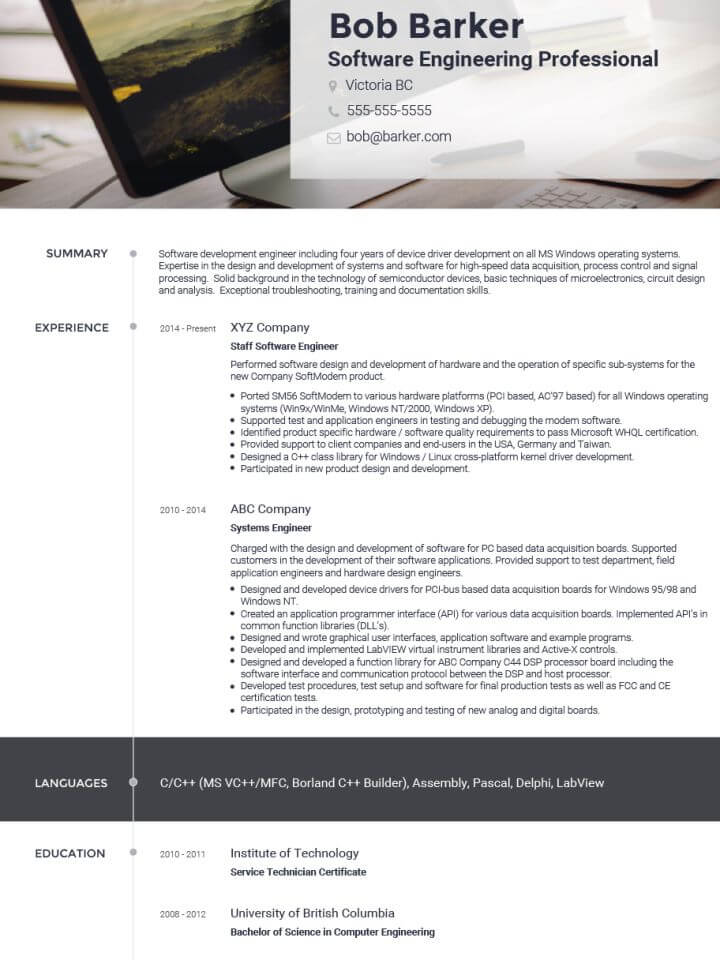 Bob Barker
Software Engineering Professional
Victoria BC
555-555-5555
bob@barker.com
SUMMARY
Software development engineer including four years of device driver development on all MS Windows operating systems.
Expertise in the design and development of systems and software for high-speed data acquisition, process control and signal
processing. Solid background in the technology of semiconductor devices, basic techniques of microelectronics, circuit design
and analysis. Exceptional troubleshooting, training and documentation skills.
EXPERIENCE
2014 - Present
XYZ Company
Staff Software Engineer
Performed software design and development of hardware and the operation of specific sub-systems for the
new Company SoftModem product.
• Ported SM56 SoftModem to various hardware platforms (PCI based, AC'97 based) for all Windows operating
systems (Win9x/WinMe, Windows NT/2000, Windows XP).
• Supported test and application engineers in testing and debugging the modem software.
• Identified product specific hardware / software quality requirements to pass Microsoft WHQL certification.
• Provided support to client companies and end-users in the USA, Germany and Taiwan.
• Designed a C++ class library for Windows / Linux cross-platform kernel driver development.
• Participated in new product design and development.
2010 - 2014
ABC Company
Systems Engineer
Charged with the design and development of software for PC based data acquisition boards. Supported
customers in the development of their software applications. Provided support to test department, field
application engineers and hardware design engineers.
• Designed and developed device drivers for PCI-bus based data acquisition boards for Windows 95/98 and
Windows NT.
• Created an application programmer interface (API) for various data acquisition boards. Implemented API's in
common function libraries (DLL's).
• Designed and wrote graphical user interfaces, application software and example programs.
• Developed and implemented LabVIEW virtual instrument libraries and Active-X controls.
• Designed and developed a function library for ABC Company C44 DSP processor board including the
software interface and communication protocol between the DSP and host processor.
• Developed test procedures, test setup and software for final production tests as well as FCC and CE
certification tests.
• Participated in the design, prototyping and testing of new analog and digital boards.
LANGUAGES
C/C++ (MS VC++/MFC, Borland C++ Builder), Assembly, Pascal, Delphi, LabView
EDUCATION
2010 - 2011
Institute of Technology
Service Technician Certificate
2008 - 2012
University of British Columbia
Bachelor of Science in Computer Engineering